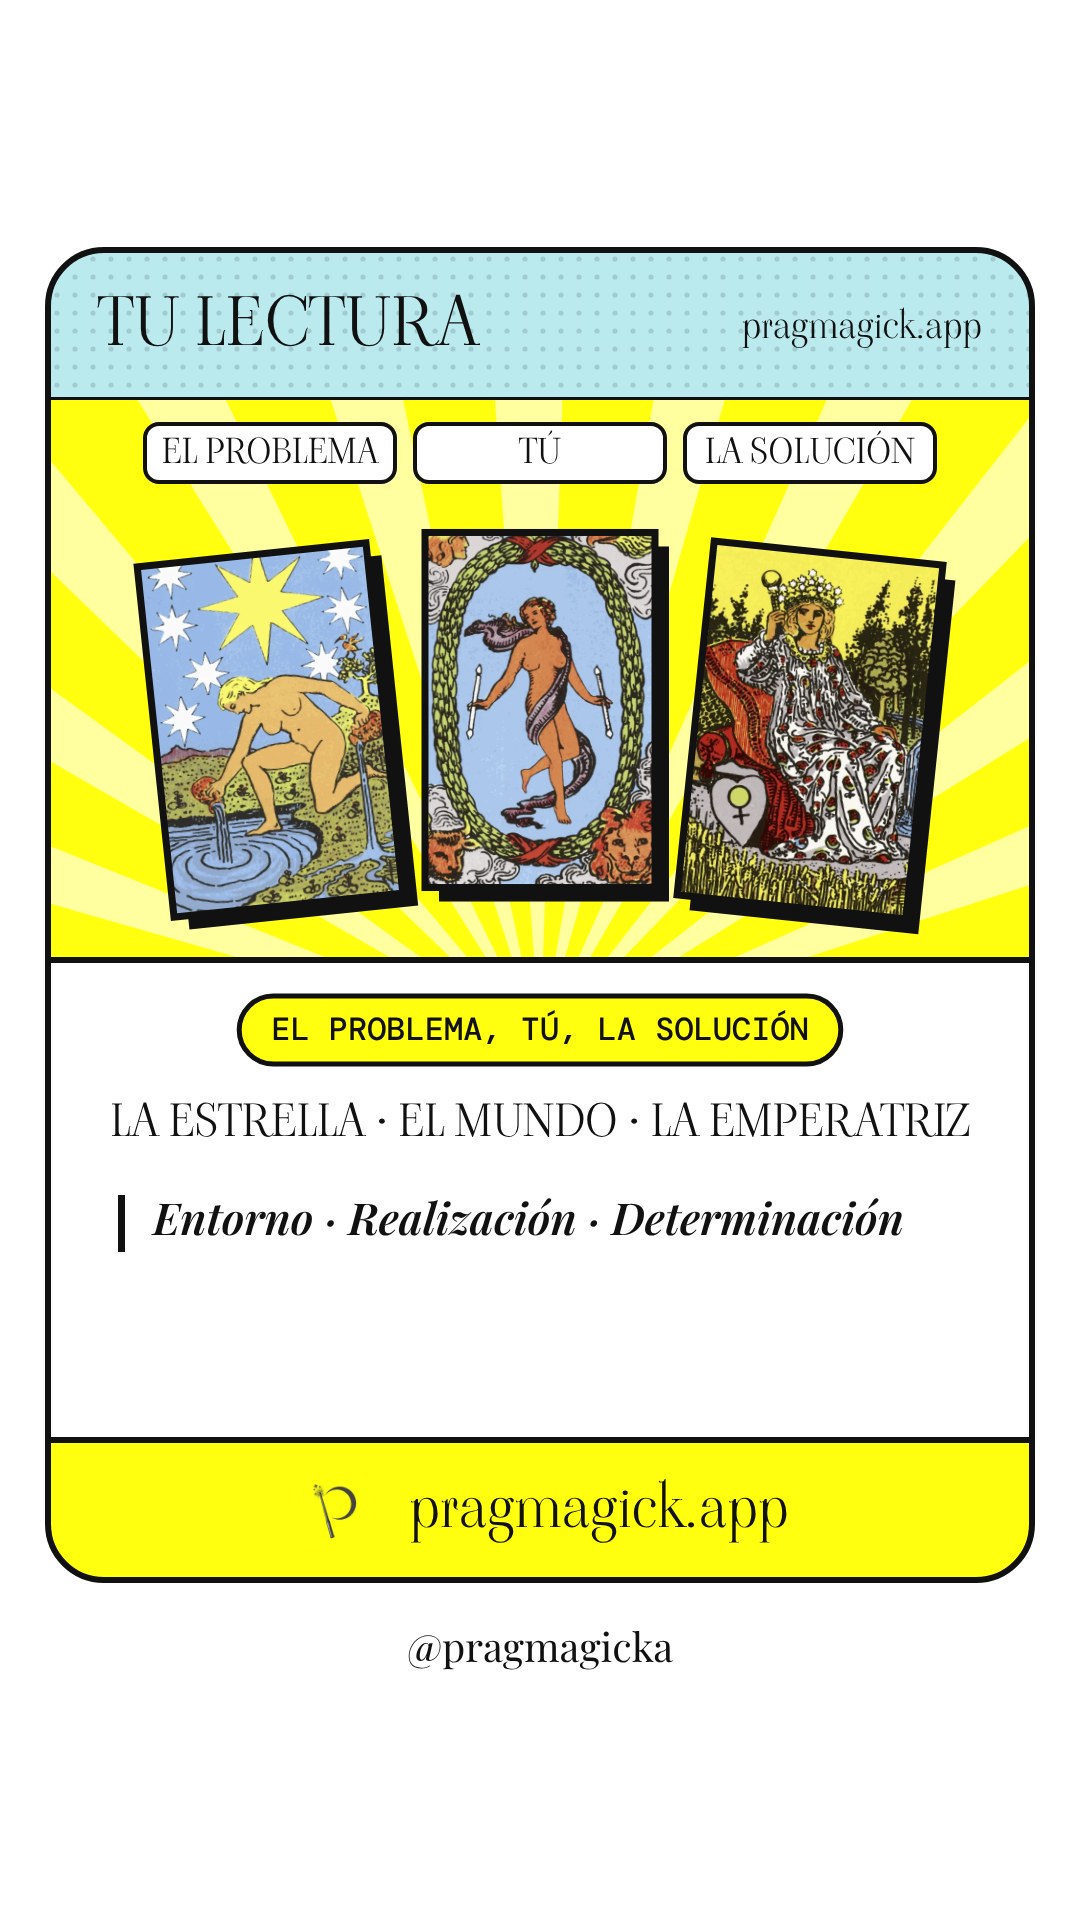 TU LECTURA
pragmagick.app
EL PROBLEMA
TÚ
LA SOLUCIÓN
EL PROBLEMA, TÚ, LA SOLUCIÓN
LA ESTRELLA · EL MUNDO · LA EMPERATRIZ
Entorno · Realización · Determinación
pragmagick.app
@pragmagicka